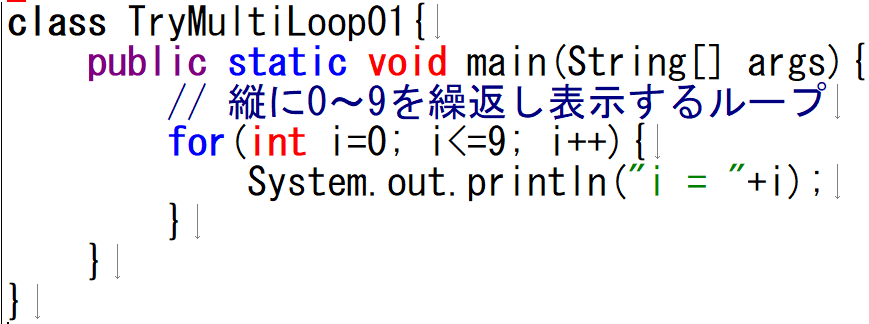 class TryMultiLoop01{
    public static void main(String[] args){
        // 縦に0～9を繰返し表示するループ
        for(int i=0; i<=9; i++){
            System.out.println("i = "+i);
        }
    }
}